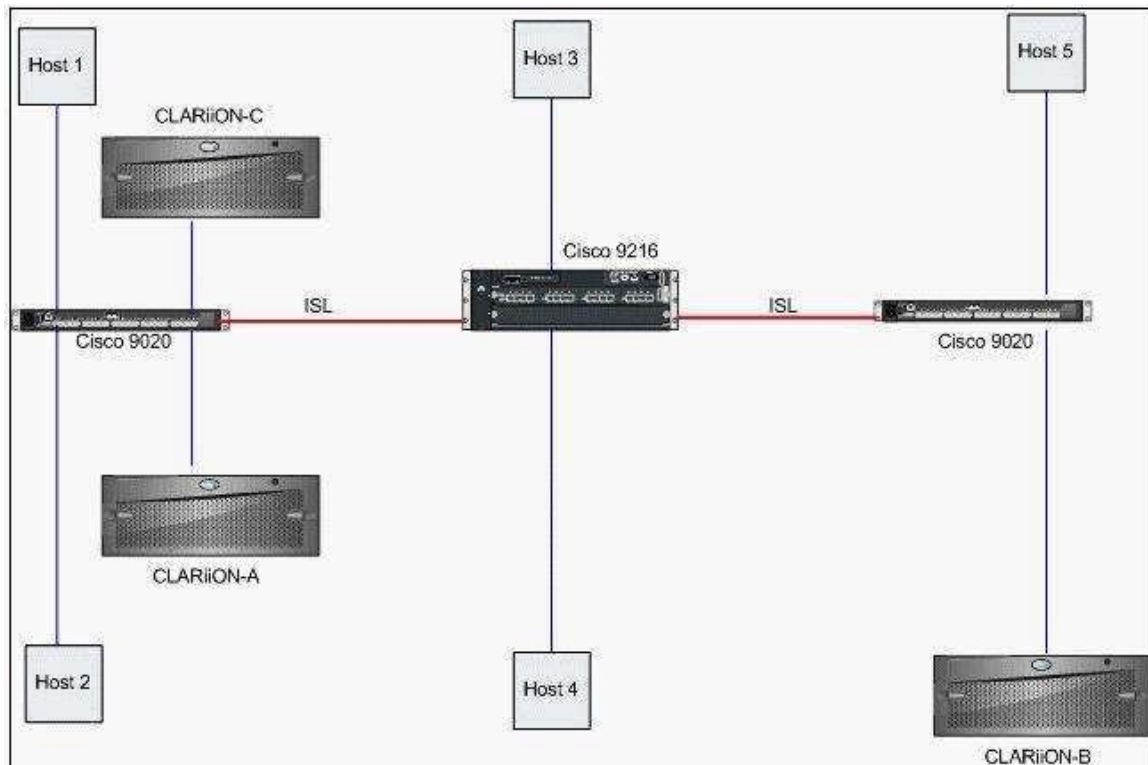 Host 1
Host 3
Host 5
CLARiiON-C
Cisco 9216
ISL
ISL
Cisco 9020
Cisco 9020
CLARiiON-A
Host 2
Host 4
CLARiiON-B